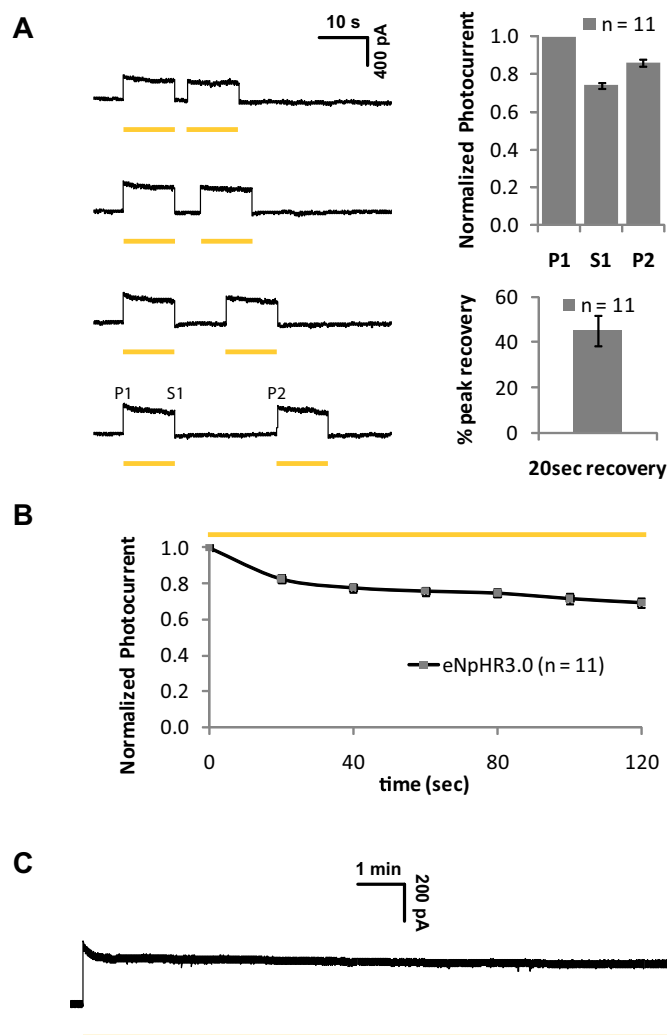 A
10 s
400 pA
P1 S1 P2
Normalized Photocurrent
n = 11
1.0
0.8
0.6
0.4
0.2
0.0
P1 S1 P2
% peak recovery
n = 11
60
40
20
0
20sec recovery
B
Normalized Photocurrent
1.0
0.8
0.6
0.4
0.2
0.0
eNpHR3.0 (n = 11)
0 40 80 120
time (sec)
C
1 min
200 pA